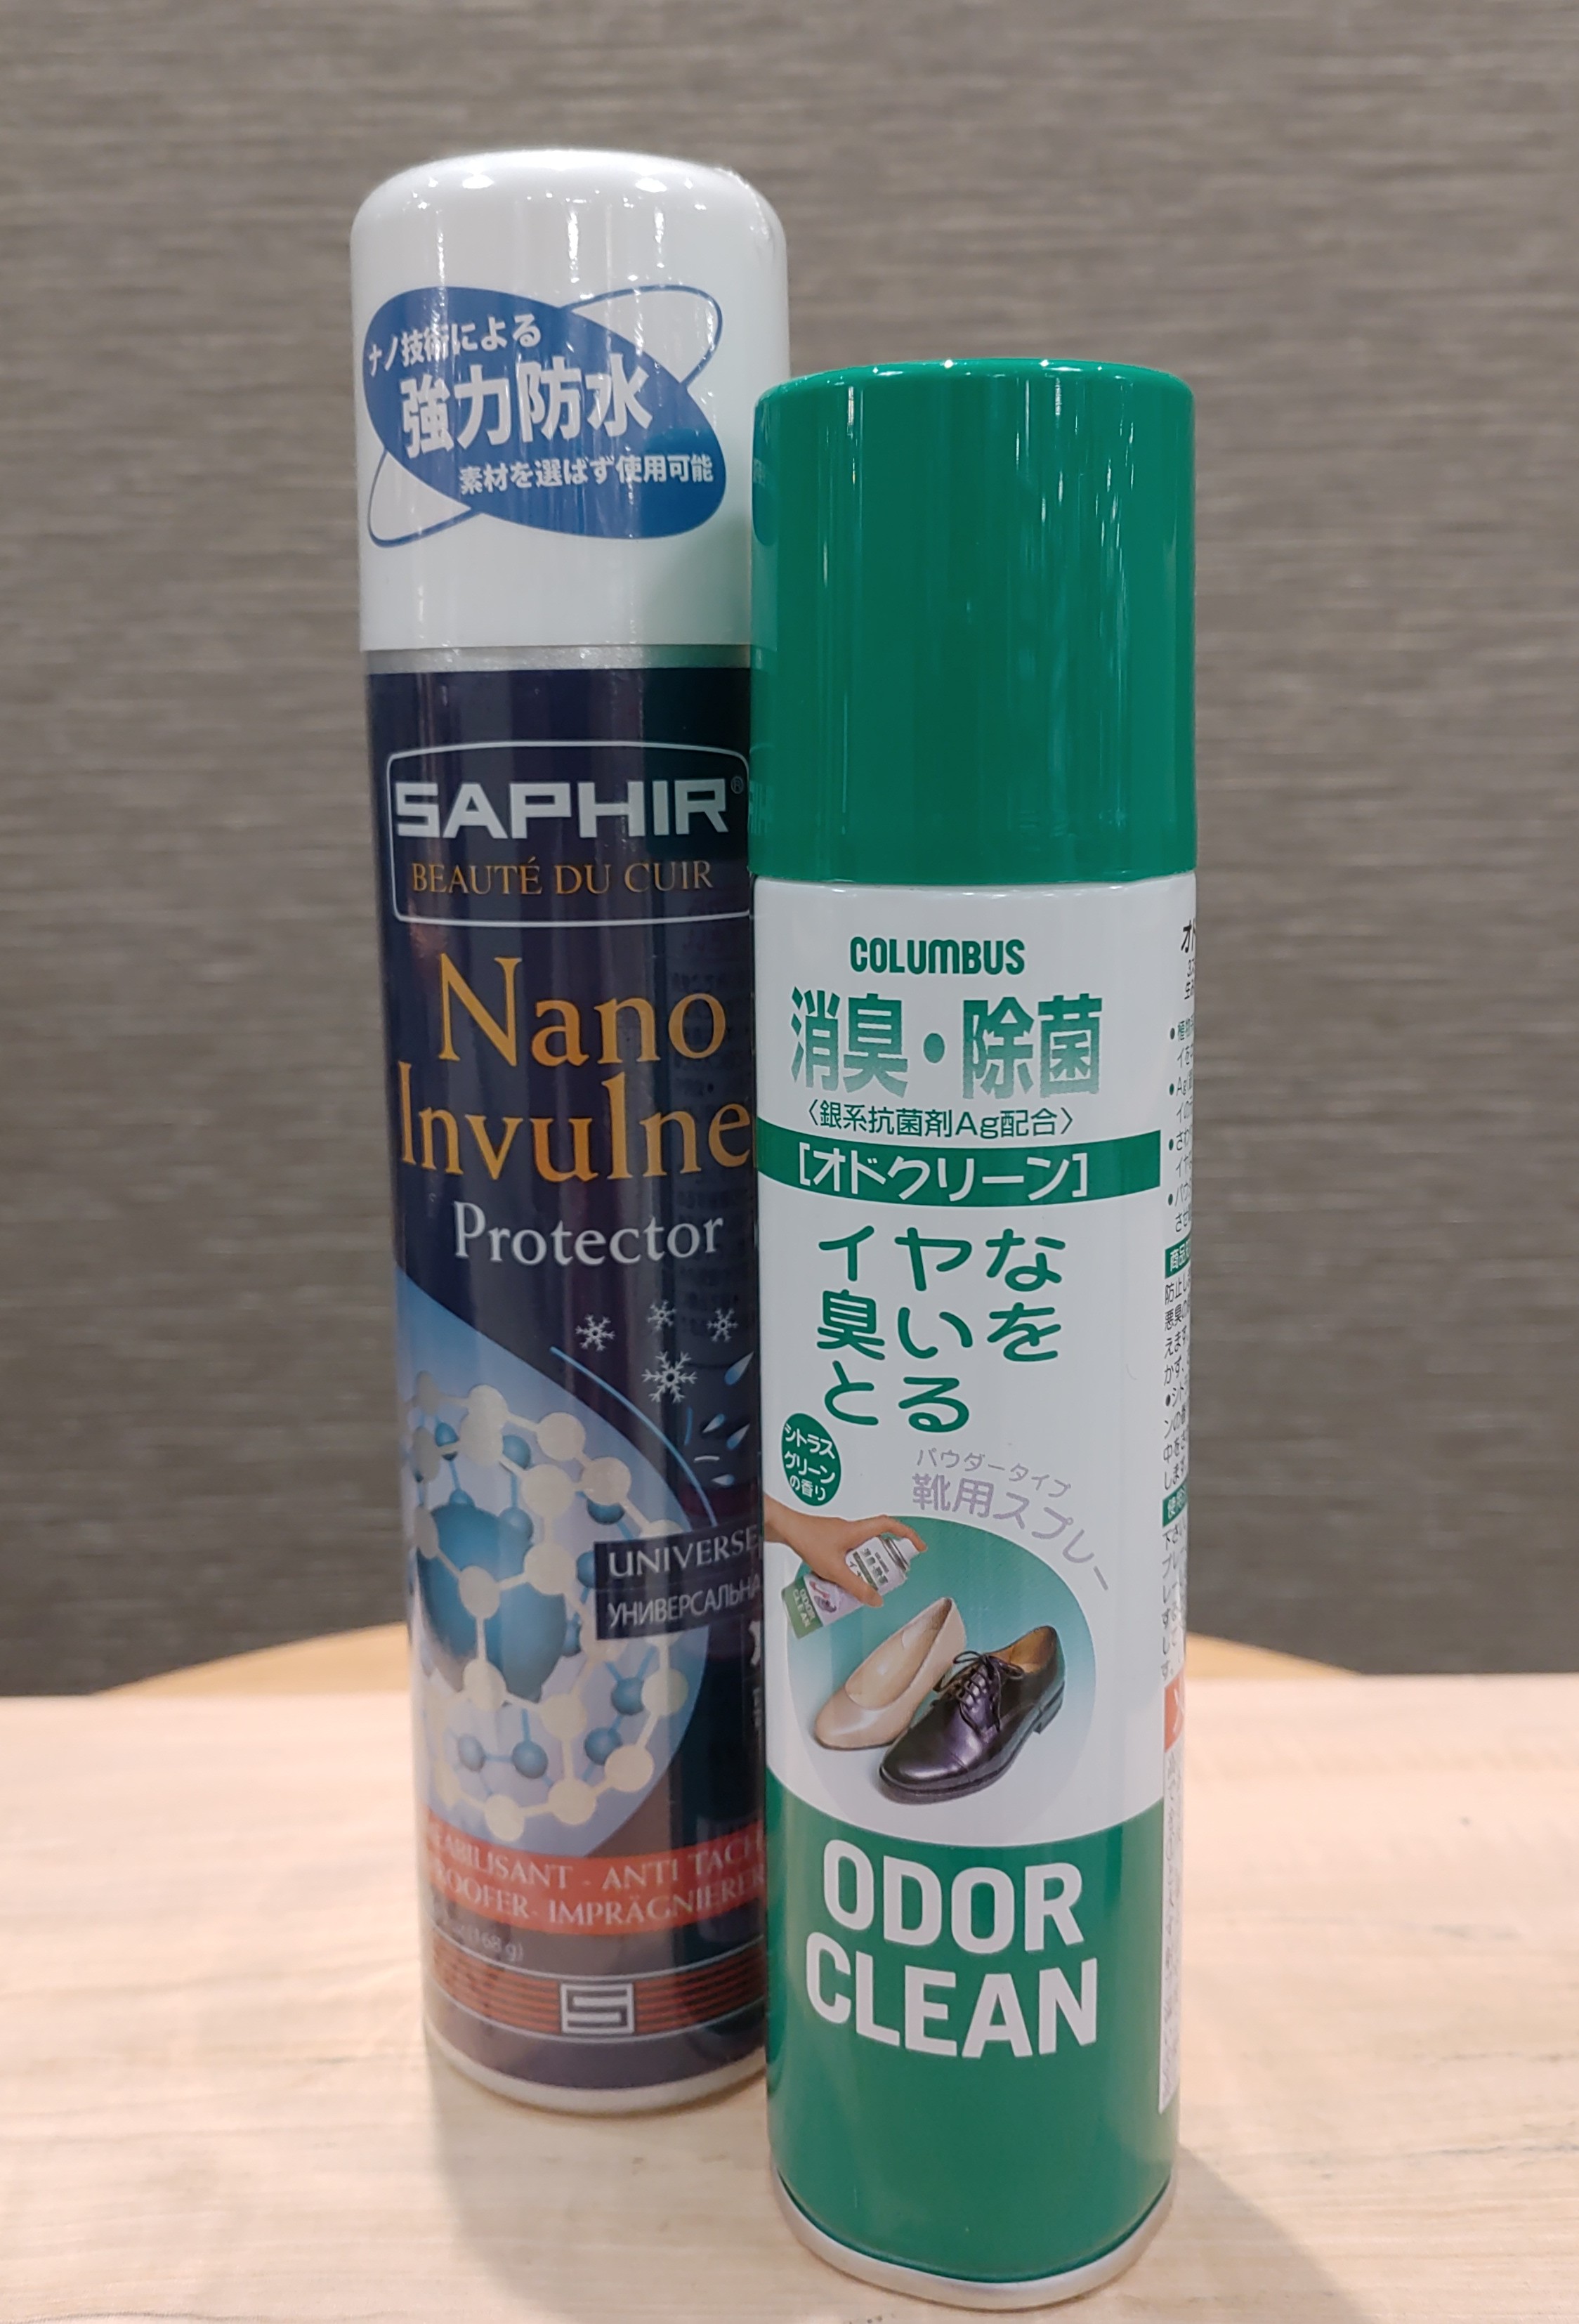 ナノ技術による
強力防水
素材を選ばず使用可能
SAPHIR®
BEAUTÉ DU CUIR
Nano
Invulne
Protector
UNIVERSE
УНИВЕРСАЛЬНА
ABILISANT - ANTI TACH
OOFER- IMPRÄGNIERER
(168 g)
S
COLUMBUS
消臭・除菌
〈銀系抗菌剤Ag配合〉
[オドクリーン]
イヤな
臭いを
とる
シトラス
グリーン
の香り
パウダータイプ
靴用スプレー
ODOR
CLEAN